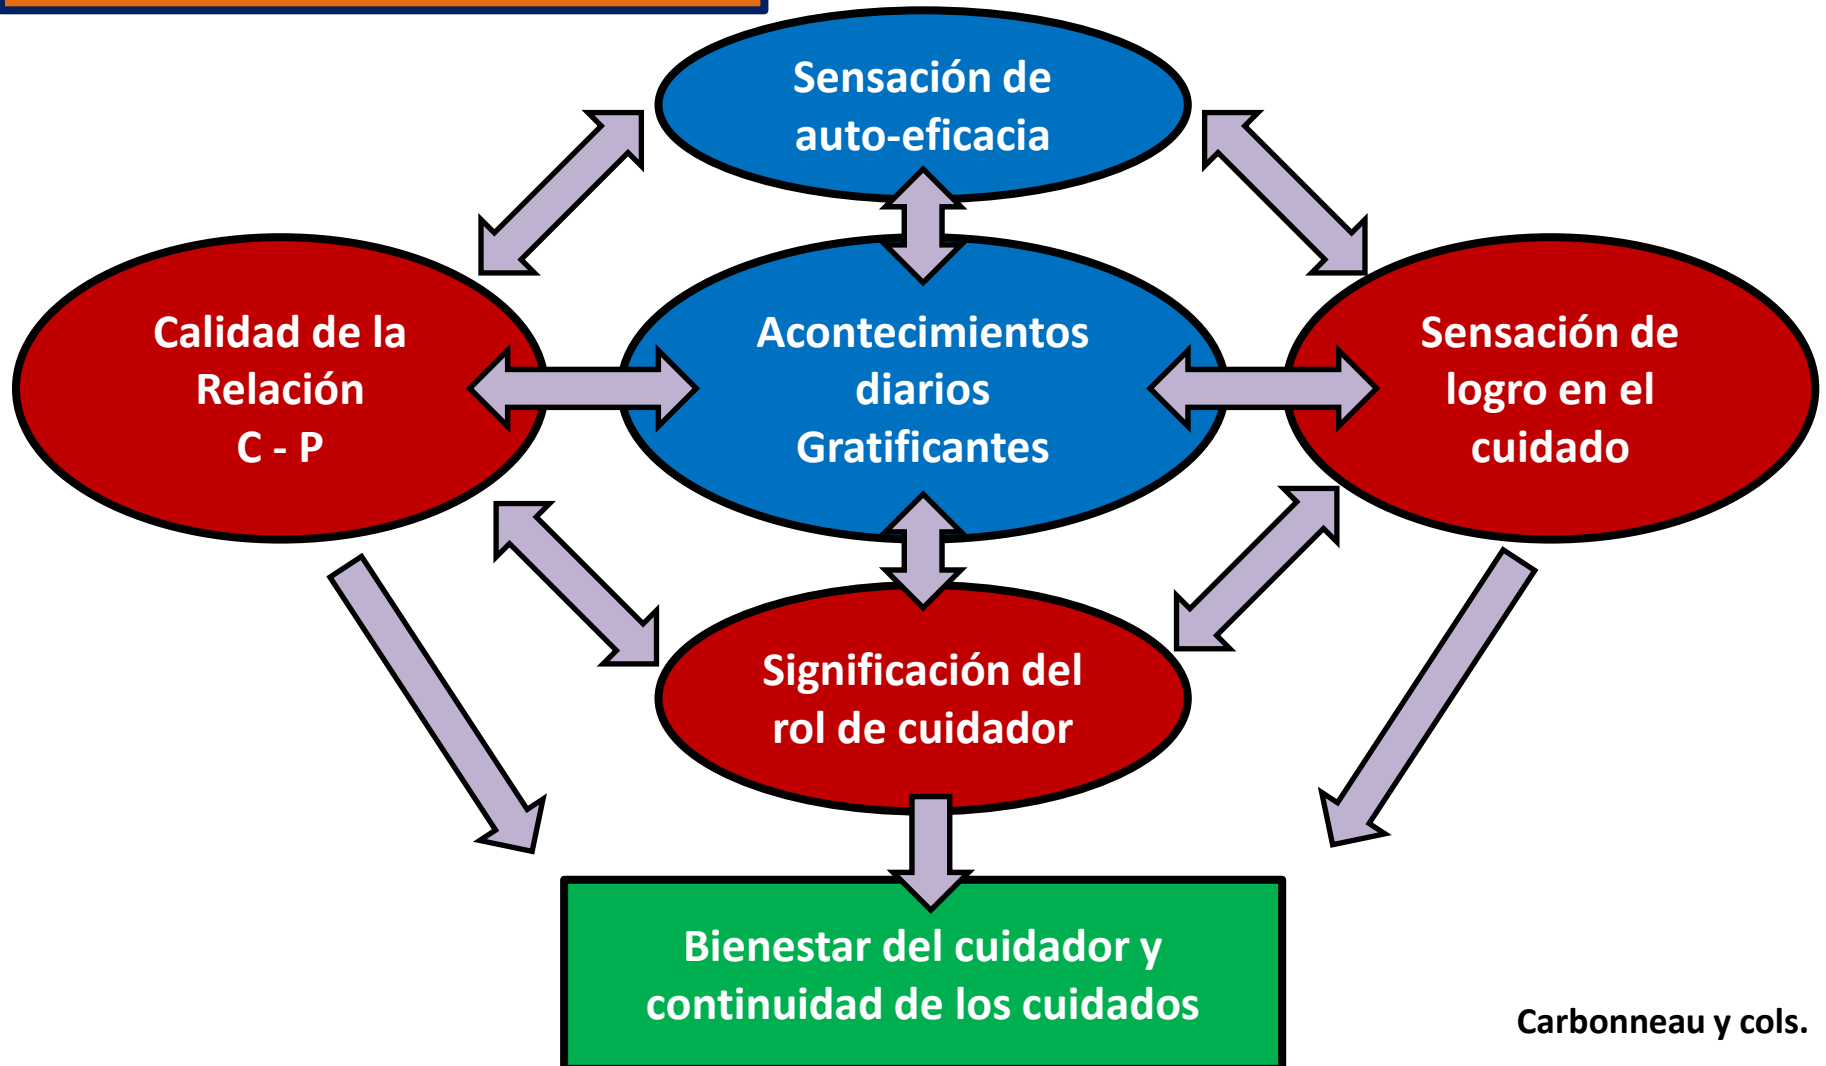 Sensación de
auto-eficacia
Calidad de la
Relación
C - P
Acontecimientos
diarios
Gratificantes
Sensación de
logro en el
cuidado
Significación del
rol de cuidador
Bienestar del cuidador y
continuidad de los cuidados
Carbonneau y cols.